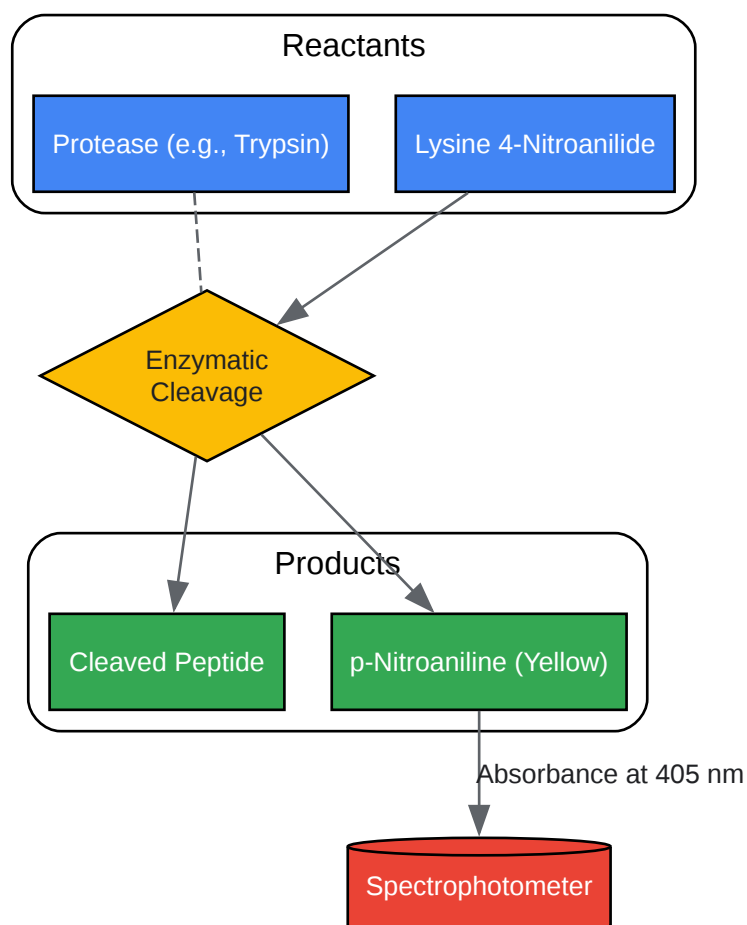 Reactants
Protease (e.g., Trypsin)
Lysine 4-Nitroanilide
Enzymatic
Cleavage
Products
Cleaved Peptide
p-Nitroaniline (Yellow)
Absorbance at 405 nm
Spectrophotometer